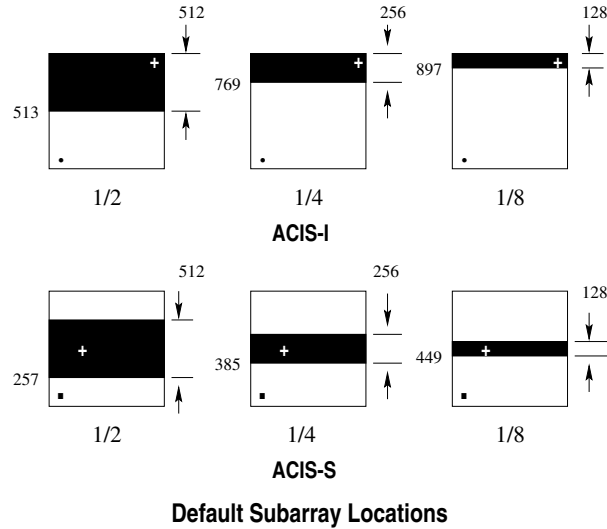 512 256 128
513 769 897
1/2 1/4 1/8
ACIS-I
512 256 128
257 385 449
1/2 1/4 1/8
ACIS-S
Default Subarray Locations